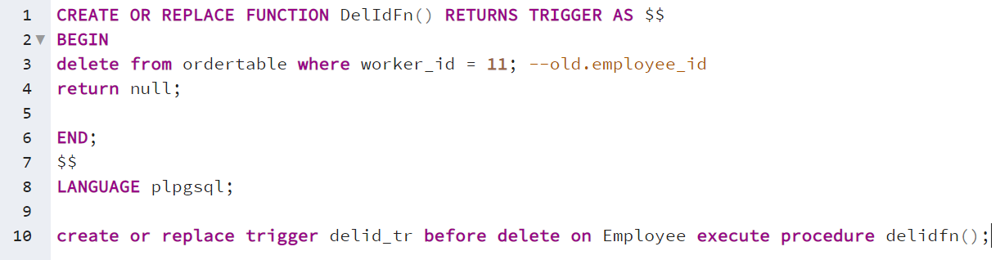 1 CREATE OR REPLACE FUNCTION DelIdFn() RETURNS TRIGGER AS $$
2 BEGIN
3 delete from ordertable where worker_id = 11; --old.employee_id
4 return null;
5
6 END;
7 $$
8 LANGUAGE plpgsql;
9
10 create or replace trigger delid_tr before delete on Employee execute procedure delidfn();